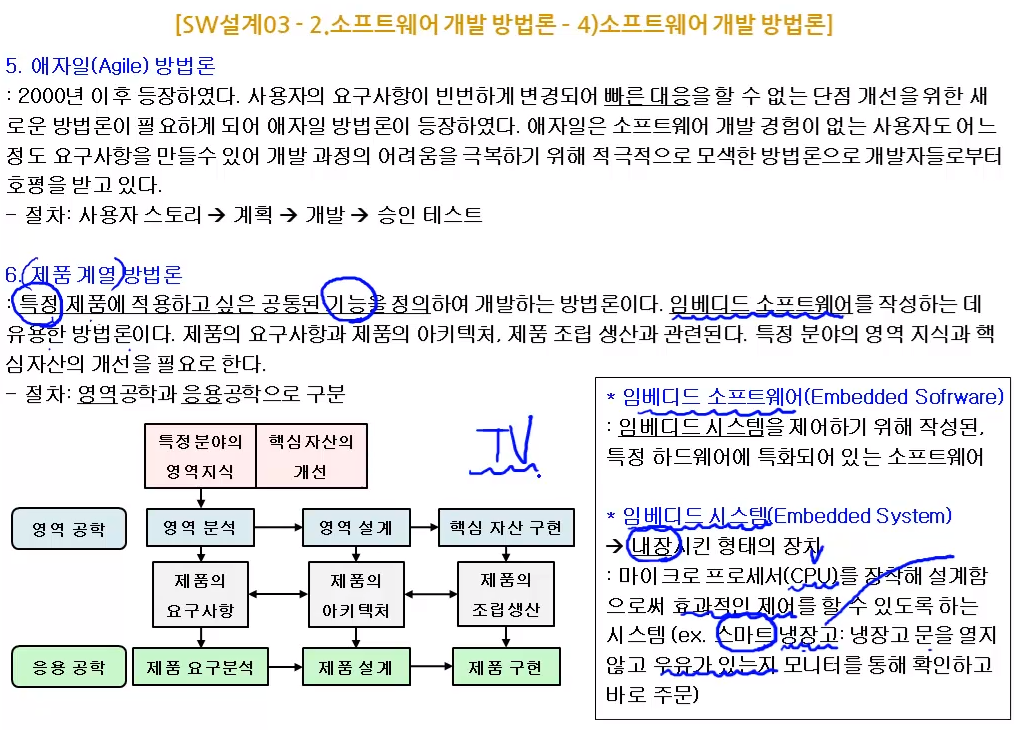 [SW설계03 - 2.소프트웨어 개발 방법론 - 4)소프트웨어 개발 방법론]
5. 애자일(Agile) 방법론
: 2000년 이후 등장하였다. 사용자의 요구사항이 빈번하게 변경되어 빠른 대응을 할 수 없는 단점 개선을 위한 새
로운 방법론이 필요하게 되어 애자일 방법론이 등장하였다. 애자일은 소프트웨어 개발 경험이 없는 사용자도 어느
정도 요구사항을 만들수 있어 개발 과정의 어려움을 극복하기 위해 적극적으로 모색한 방법론으로 개발자들로부터
호평을 받고 있다.
- 절차: 사용자 스토리 → 계획 → 개발 → 승인 테스트
6. 제품 계열 방법론
: 특정 제품에 적용하고 싶은 공통된 기능을 정의하여 개발하는 방법론이다. 임베디드 소프트웨어를 작성하는 데
유용한 방법론이다. 제품의 요구사항과 제품의 아키텍처, 제품 조립 생산과 관련된다. 특정 분야의 영역 지식과 핵
심자산의 개선을 필요로 한다.
- 절차: 영역공학과 응용공학으로 구분
특정분야의
영역지식
핵심자산의
개선
TV
영역 공학
영역 분석
영역 설계
핵심 자산 구현
제품의
요구사항
제품의
아키텍처
제품의
조립생산
응용 공학
제품 요구분석
제품 설계
제품 구현
* 임베디드 소프트웨어(Embedded Sofrware)
: 임베디드 시스템을 제어하기 위해 작성된,
특정 하드웨어에 특화되어 있는 소프트웨어
* 임베디드 시스템(Embedded System)
→ 내장시킨 형태의 장치
: 마이크로 프로세서(CPU)를 장착해 설계함
으로써 효과적인 제어를 할 수 있도록 하는
시스템 (ex. 스마트 냉장고: 냉장고 문을 열지
않고 우유가 있는지 모니터를 통해 확인하고
바로 주문)